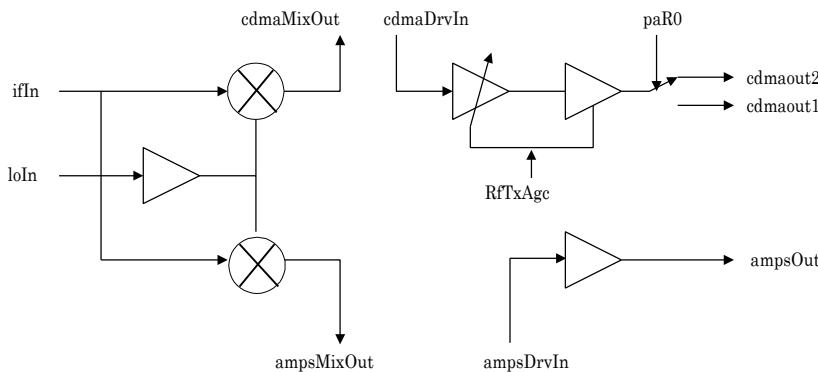 cdmaMixOut
cdmaDrvIn
paR0
ifIn
cdmaout2
cdmaout1
loIn
RfTxAgc
ampsOut
ampsMixOut
ampsDrvIn